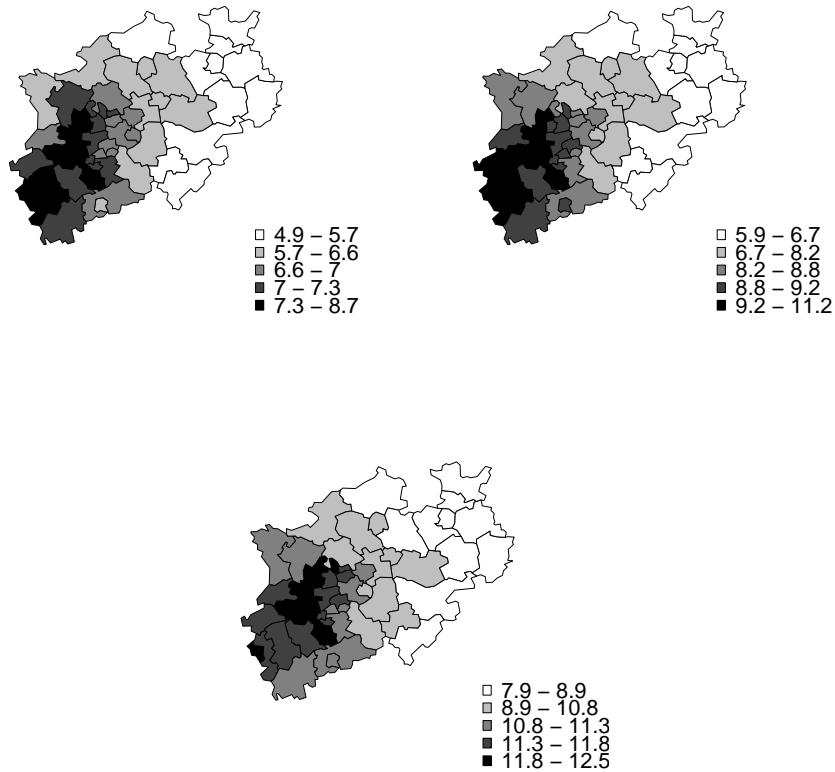 4.9 – 5.7
5.7 – 6.6
6.6 – 7
7 – 7.3
7.3 – 8.7
5.9 – 6.7
6.7 – 8.2
8.2 – 8.8
8.8 – 9.2
9.2 – 11.2
7.9 – 8.9
8.9 – 10.8
10.8 – 11.3
11.3 – 11.8
11.8 – 12.5